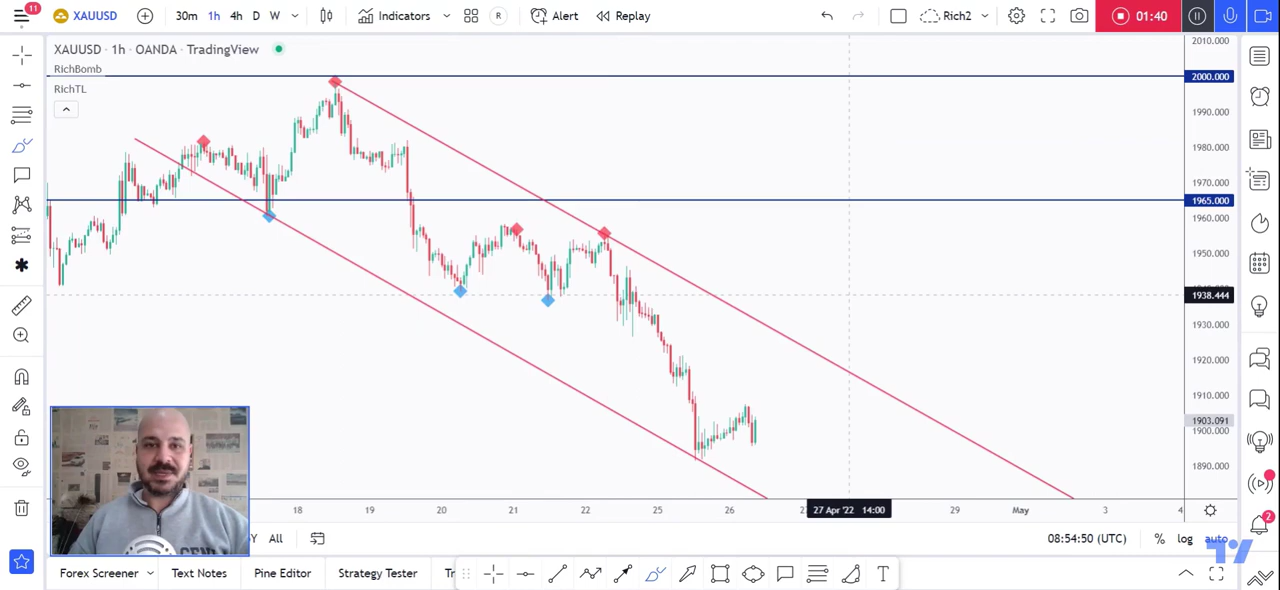 11 XAUUSD 30m 1h 4h D W Indicators R Alert Replay Rich2 01:40
XAUUSD · 1h · OANDA · TradingView
RichBomb
RichTL
2010.000
2000.000
1990.000
1980.000
1970.000
1965.000
1960.000
1950.000
1938.444
1930.000
1920.000
1910.000
1903.091
1900.000
1890.000
18 19 20 21 22 25 26 27 Apr '22 14:00 29 May 3 4
Y All 08:54:50 (UTC) % log auto
2
Forex Screener Text Notes Pine Editor Strategy Tester Tr T